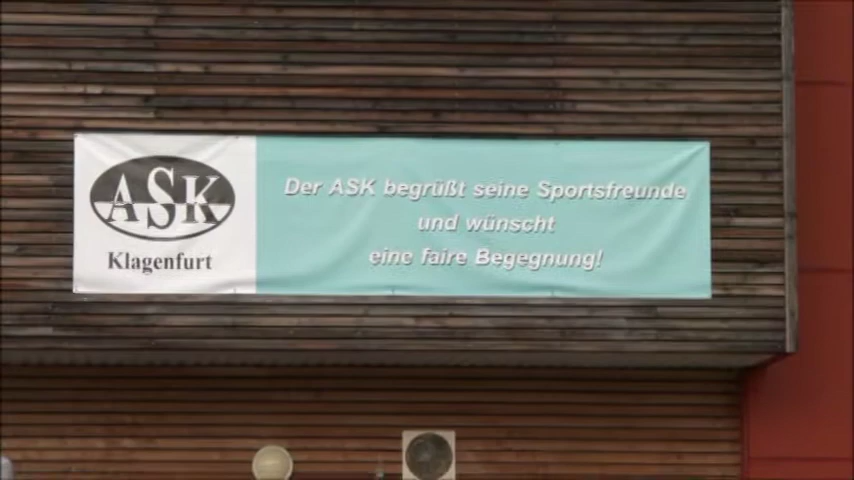 ASK
Klagenfurt
Der ASK begrüßt seine Sportsfreunde
und wünscht
eine faire Begegnung!